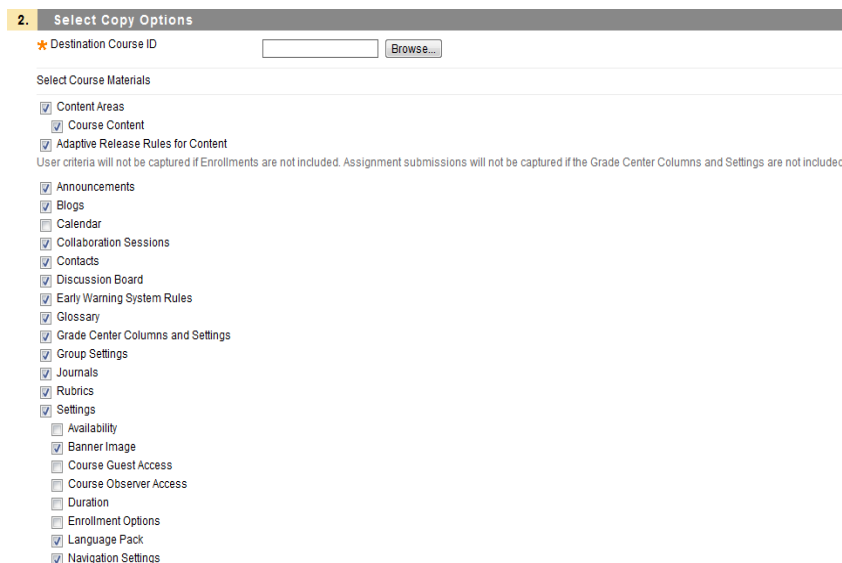 2. Select Copy Options
* Destination Course ID Browse...
Select Course Materials
Content Areas
Course Content
Adaptive Release Rules for Content
User criteria will not be captured if Enrollments are not included. Assignment submissions will not be captured if the Grade Center Columns and Settings are not included
Announcements
Blogs
Calendar
Collaboration Sessions
Contacts
Discussion Board
Early Warning System Rules
Glossary
Grade Center Columns and Settings
Group Settings
Journals
Rubrics
Settings
Availability
Banner Image
Course Guest Access
Course Observer Access
Duration
Enrollment Options
Language Pack
Navigation Settings